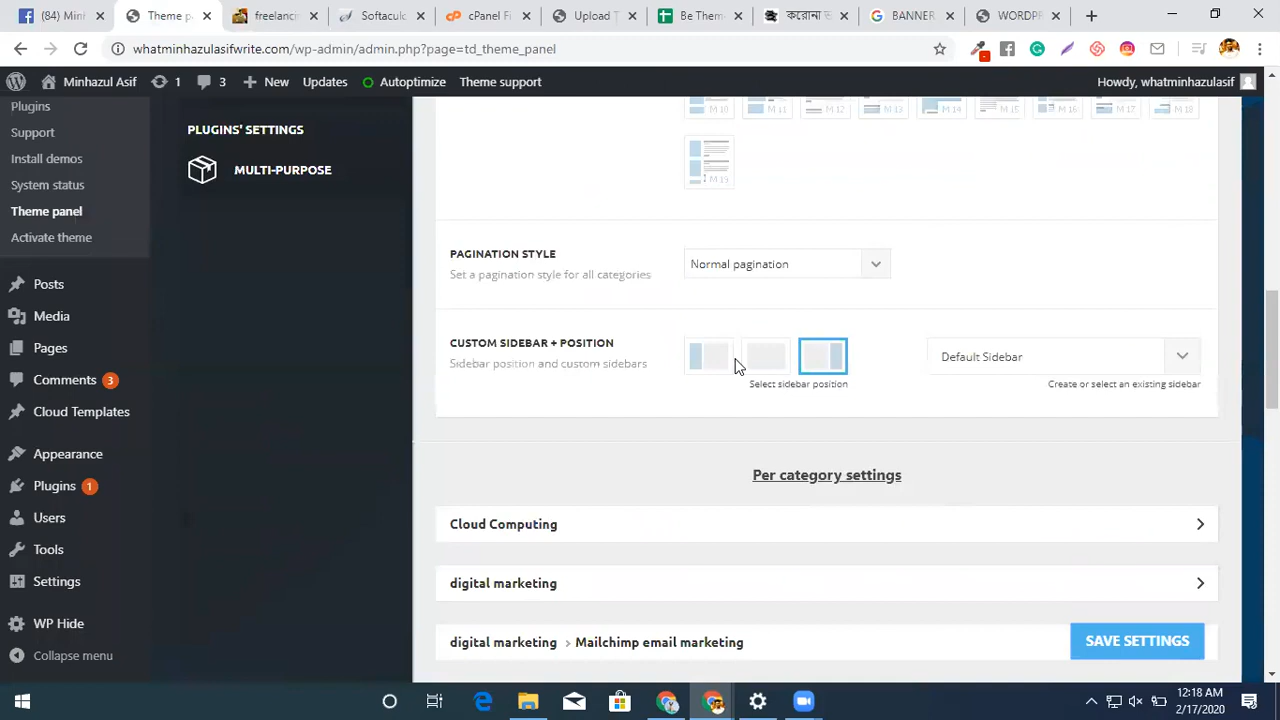 (84) Minh
Theme p
freelanc
Softacul
cPanel F
Upload T
Be Them
করোনা ভ
BANNER
WORDPR
whatminhazulasifwrite.com/wp-admin/admin.php?page=td_theme_panel
Minhazul Asif
1
3
New
Updates
Autoptimize
Theme support
Howdy, whatminhazulasif
Plugins
Support
Install demos
System status
Theme panel
Activate theme
Posts
Media
Pages
Comments 3
Cloud Templates
Appearance
Plugins 1
Users
Tools
Settings
WP Hide
Collapse menu
PLUGINS' SETTINGS
MULTI-PURPOSE
M 10
M 11
M 12
M 13
M 14
M 15
M 16
M 17
M 18
M 19
PAGINATION STYLE
Set a pagination style for all categories
Normal pagination
CUSTOM SIDEBAR + POSITION
Sidebar position and custom sidebars
Select sidebar position
Default Sidebar
Create or select an existing sidebar
Per category settings
Cloud Computing
digital marketing
digital marketing > Mailchimp email marketing
SAVE SETTINGS
12:18 AM
2/17/2020